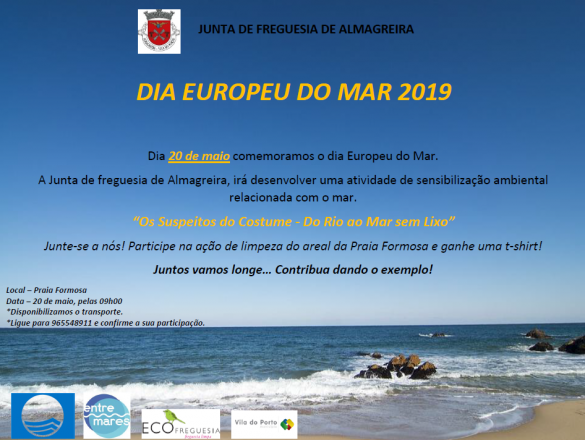 JUNTA DE FREGUESIA DE ALMAGREIRA
DIA EUROPEU DO MAR 2019
Dia 20 de maio comemoramos o dia Europeu do Mar.
A Junta de freguesia de Almagreira, irá desenvolver uma atividade de sensibilização ambiental
relacionada com o mar.
“Os Suspeitos do Costume - Do Rio ao Mar sem Lixo”
Junte-se a nós! Participe na ação de limpeza do areal da Praia Formosa e ganhe uma t-shirt!
Juntos vamos longe... Contribua dando o exemplo!
Local – Praia Formosa
Data – 20 de maio, pelas 09h00
*Disponibilizamos o transporte.
*Ligue para 965548911 e confirme a sua participação.
entre
mares
ECOFREGUESIA
Vila do Porto